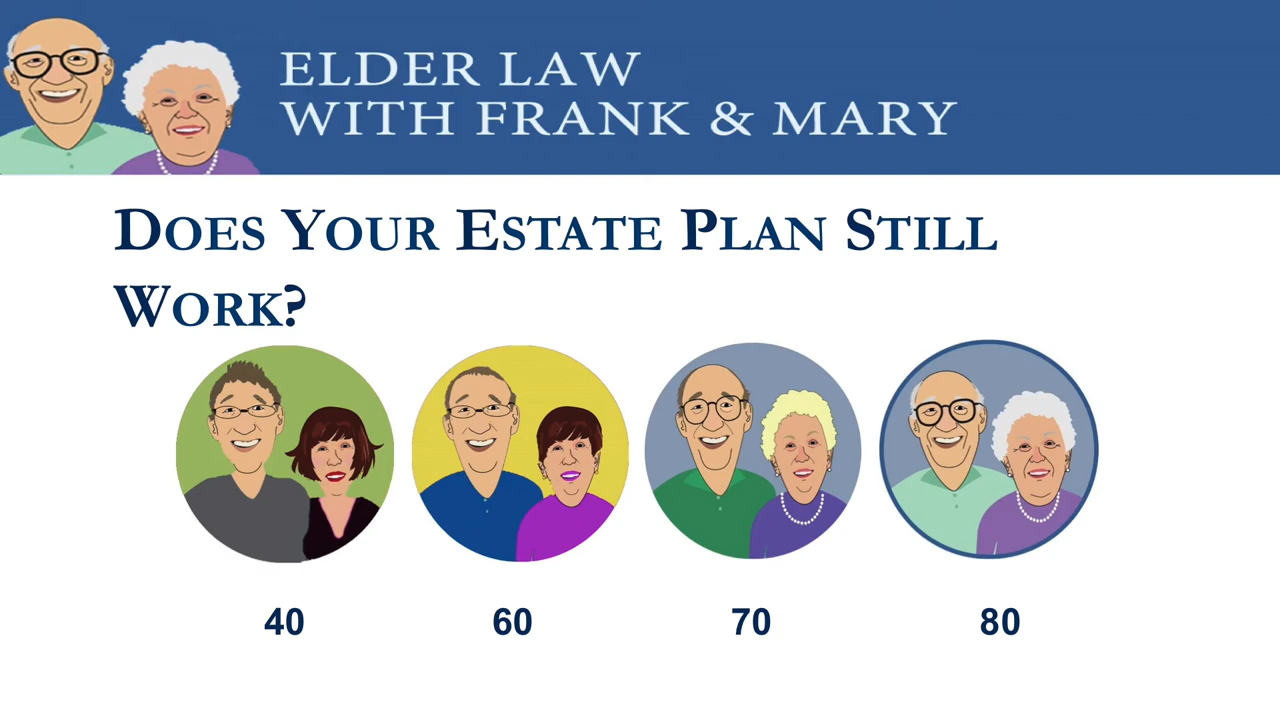 ELDER LAW
WITH FRANK & MARY
DOES YOUR ESTATE PLAN STILL
WORK?
40 60 70 80